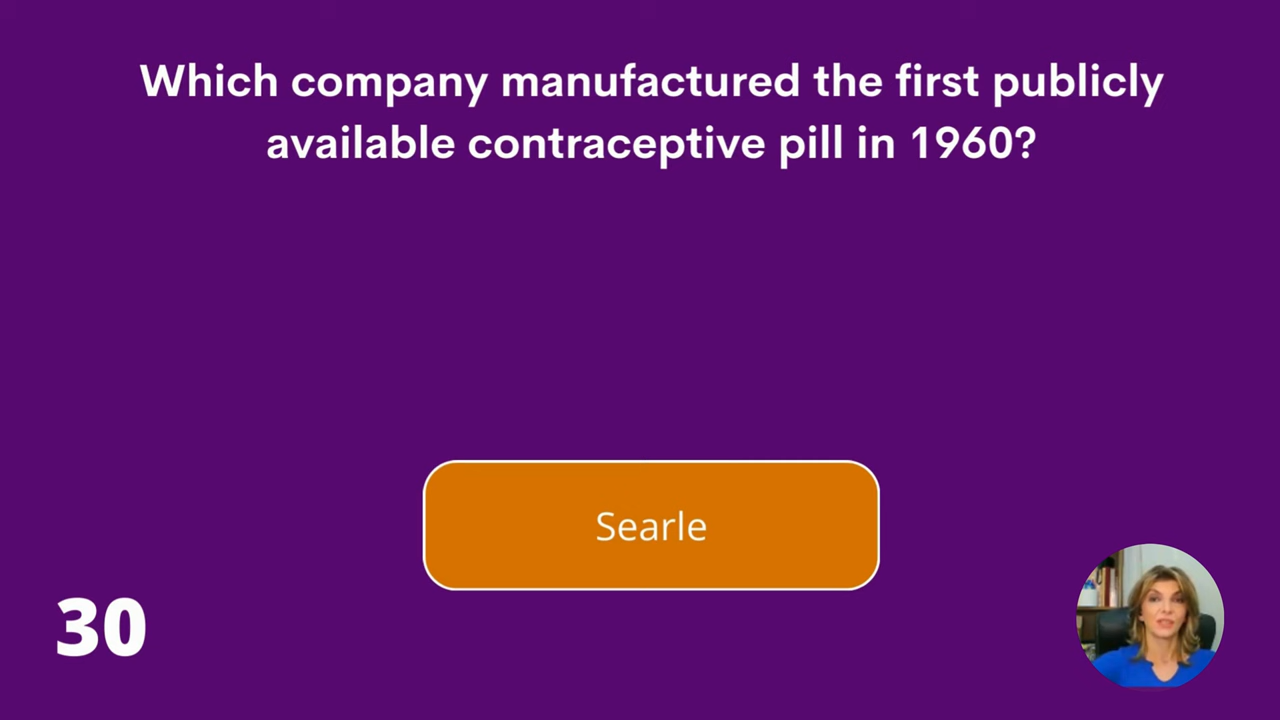 Which company manufactured the first publicly
available contraceptive pill in 1960?
Searle
30